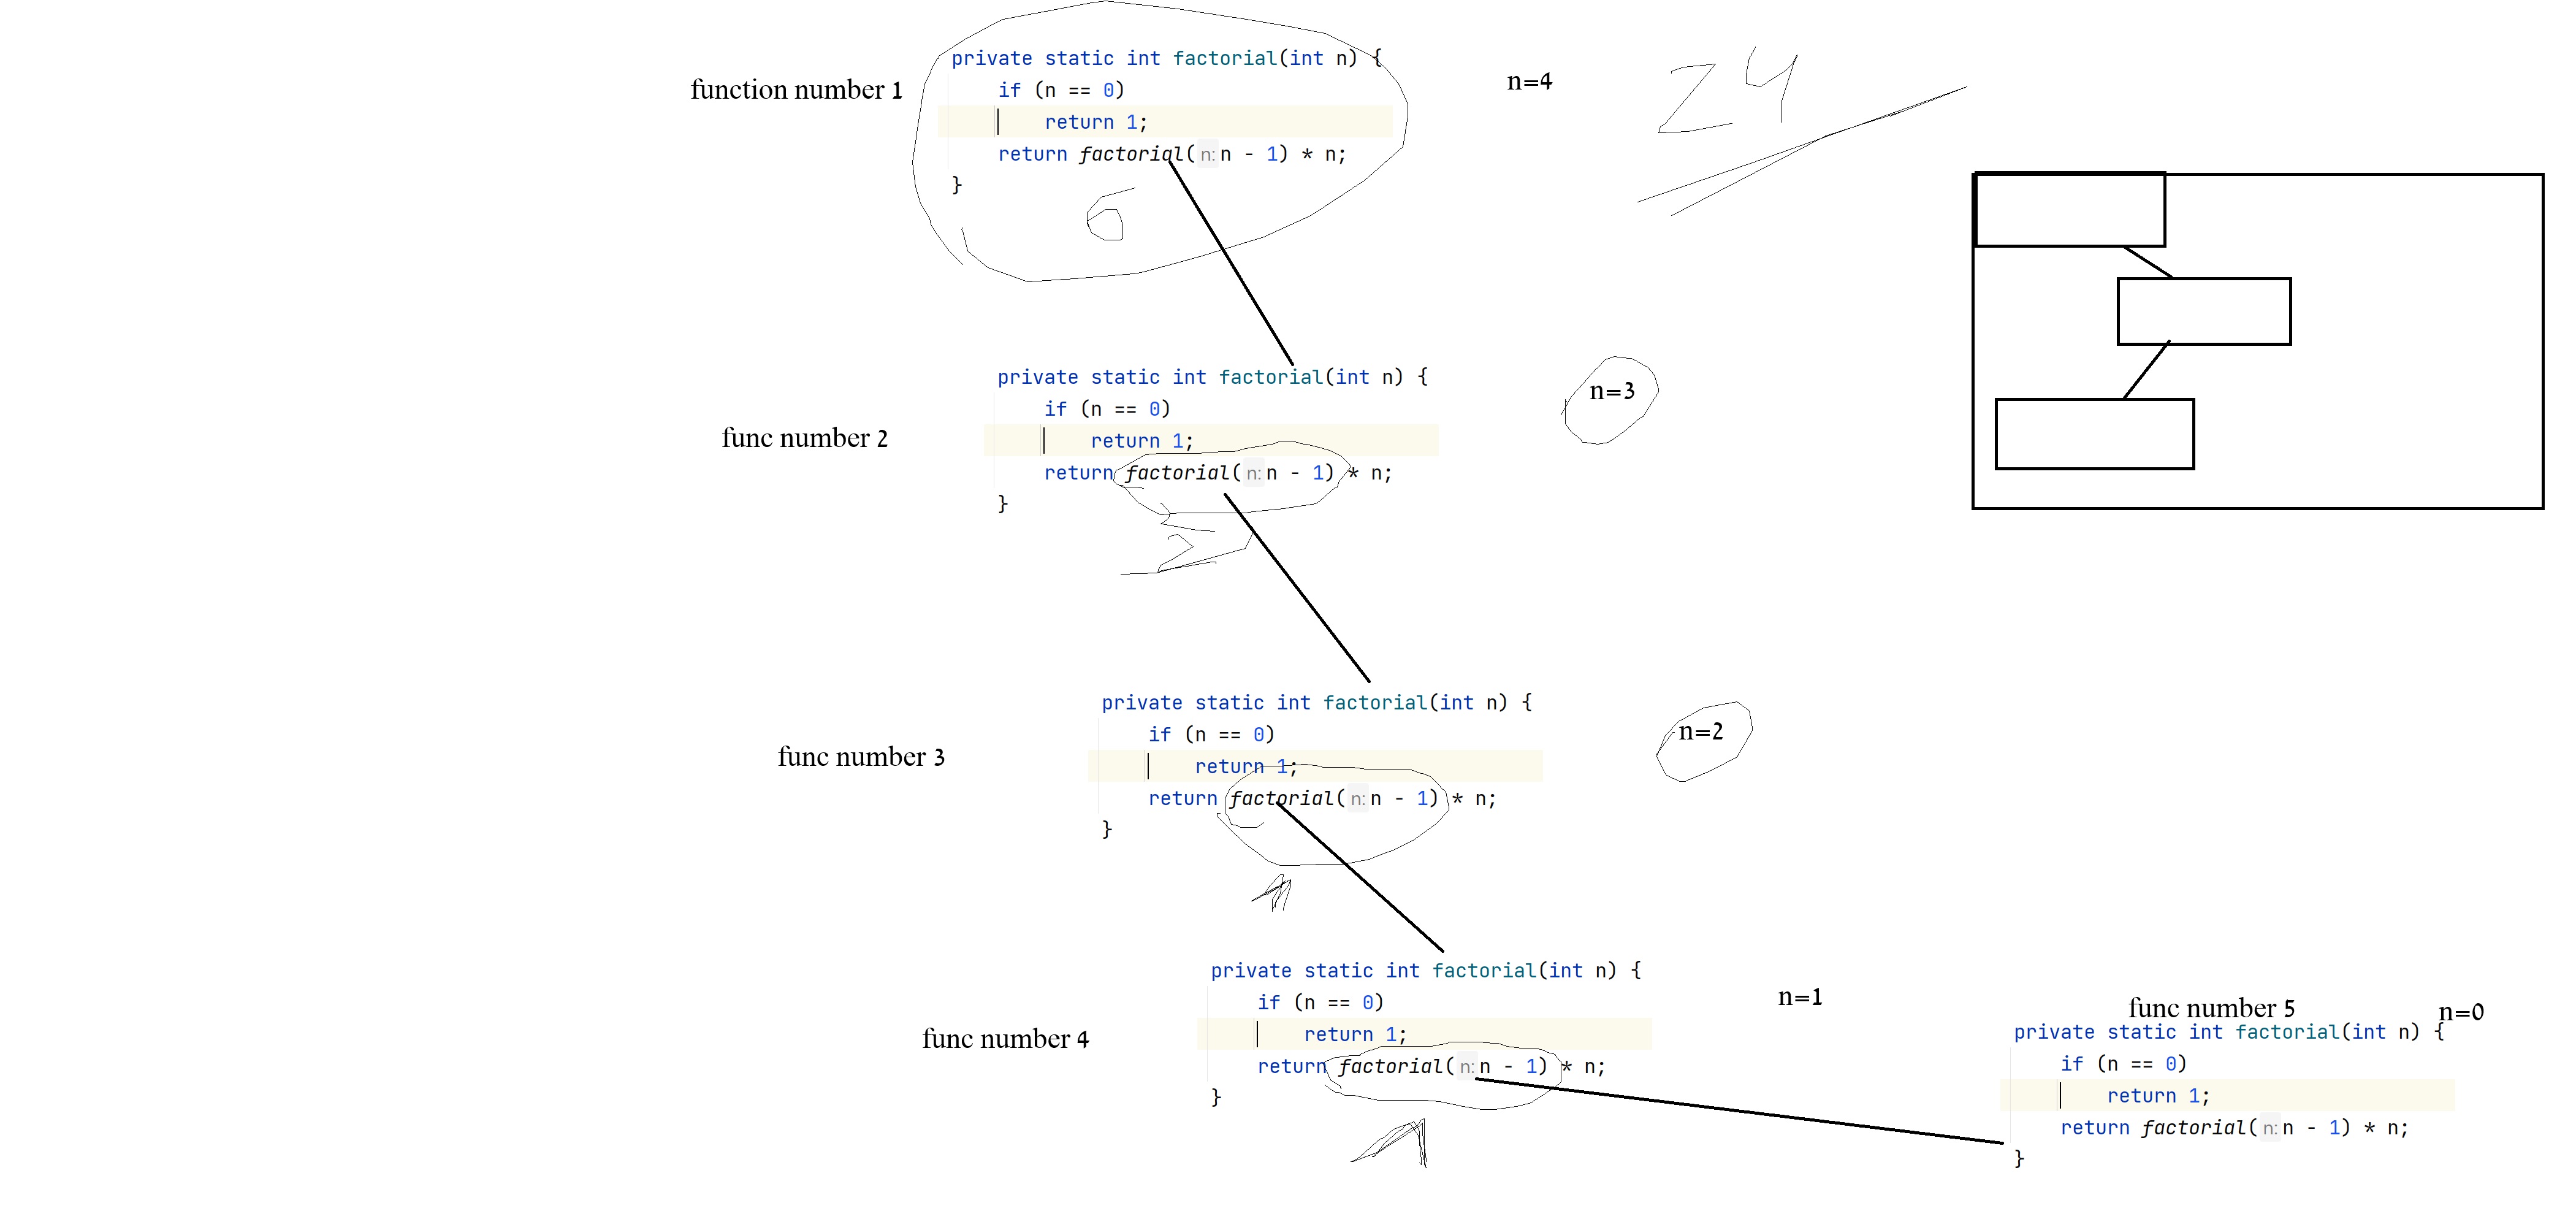 function number 1
private static int factorial(int n) {
if (n == 0)
return 1;
return factorial( n: n - 1) * n;
}
n=4
24
6
func number 2
private static int factorial(int n) {
if (n == 0)
return 1;
return factorial( n: n - 1) * n;
}
n=3
2
func number 3
private static int factorial(int n) {
if (n == 0)
return 1;
return factorial( n: n - 1) * n;
}
n=2
1
func number 4
private static int factorial(int n) {
if (n == 0)
return 1;
return factorial( n: n - 1) * n;
}
n=1
1
func number 5
n=0
private static int factorial(int n) {
if (n == 0)
return 1;
return factorial( n: n - 1) * n;
}